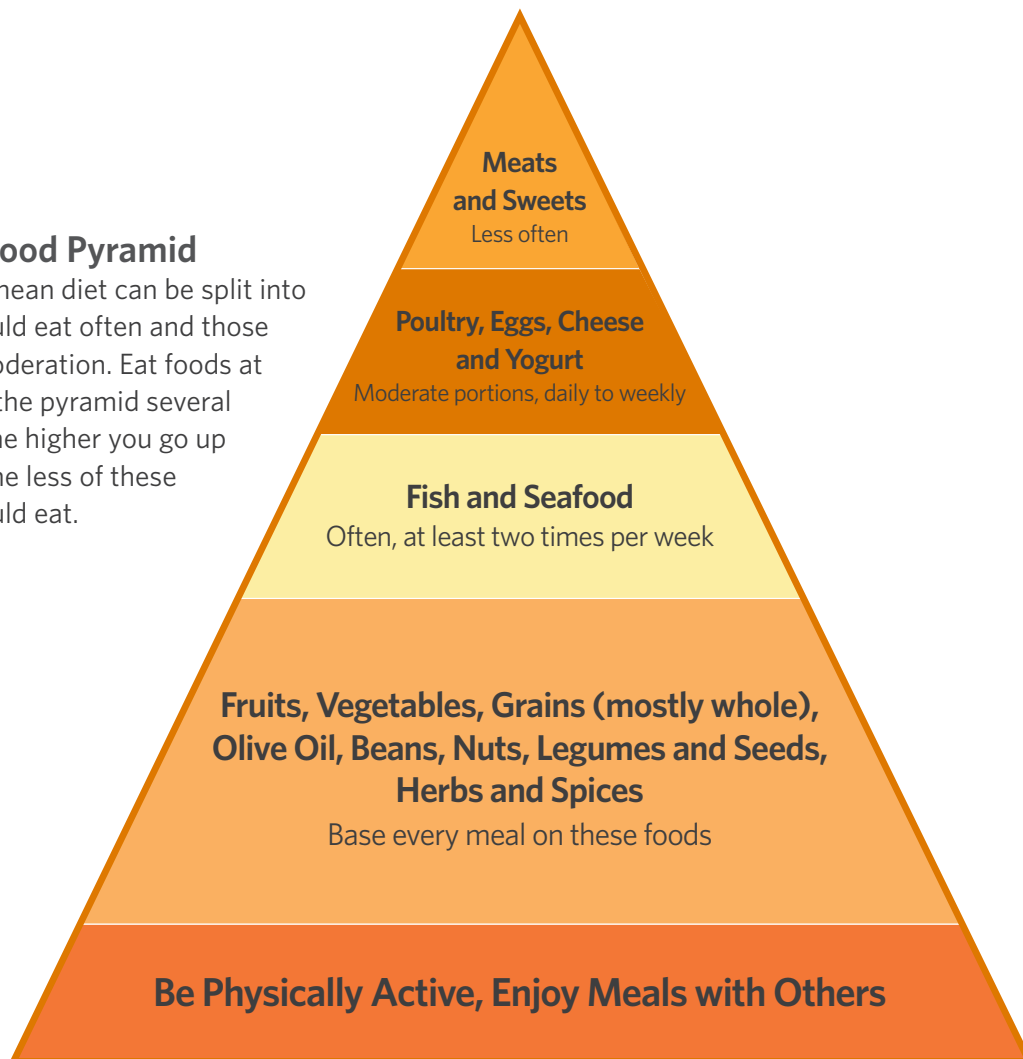 Meats
and Sweets
Less often
ood Pyramid
nean diet can be split into
uld eat often and those
oderation. Eat foods at
the pyramid several
ne higher you go up
ne less of these
uld eat.
Poultry, Eggs, Cheese
and Yogurt
Moderate portions, daily to weekly
Fish and Seafood
Often, at least two times per week
Fruits, Vegetables, Grains (mostly whole),
Olive Oil, Beans, Nuts, Legumes and Seeds,
Herbs and Spices
Base every meal on these foods
Be Physically Active, Enjoy Meals with Others